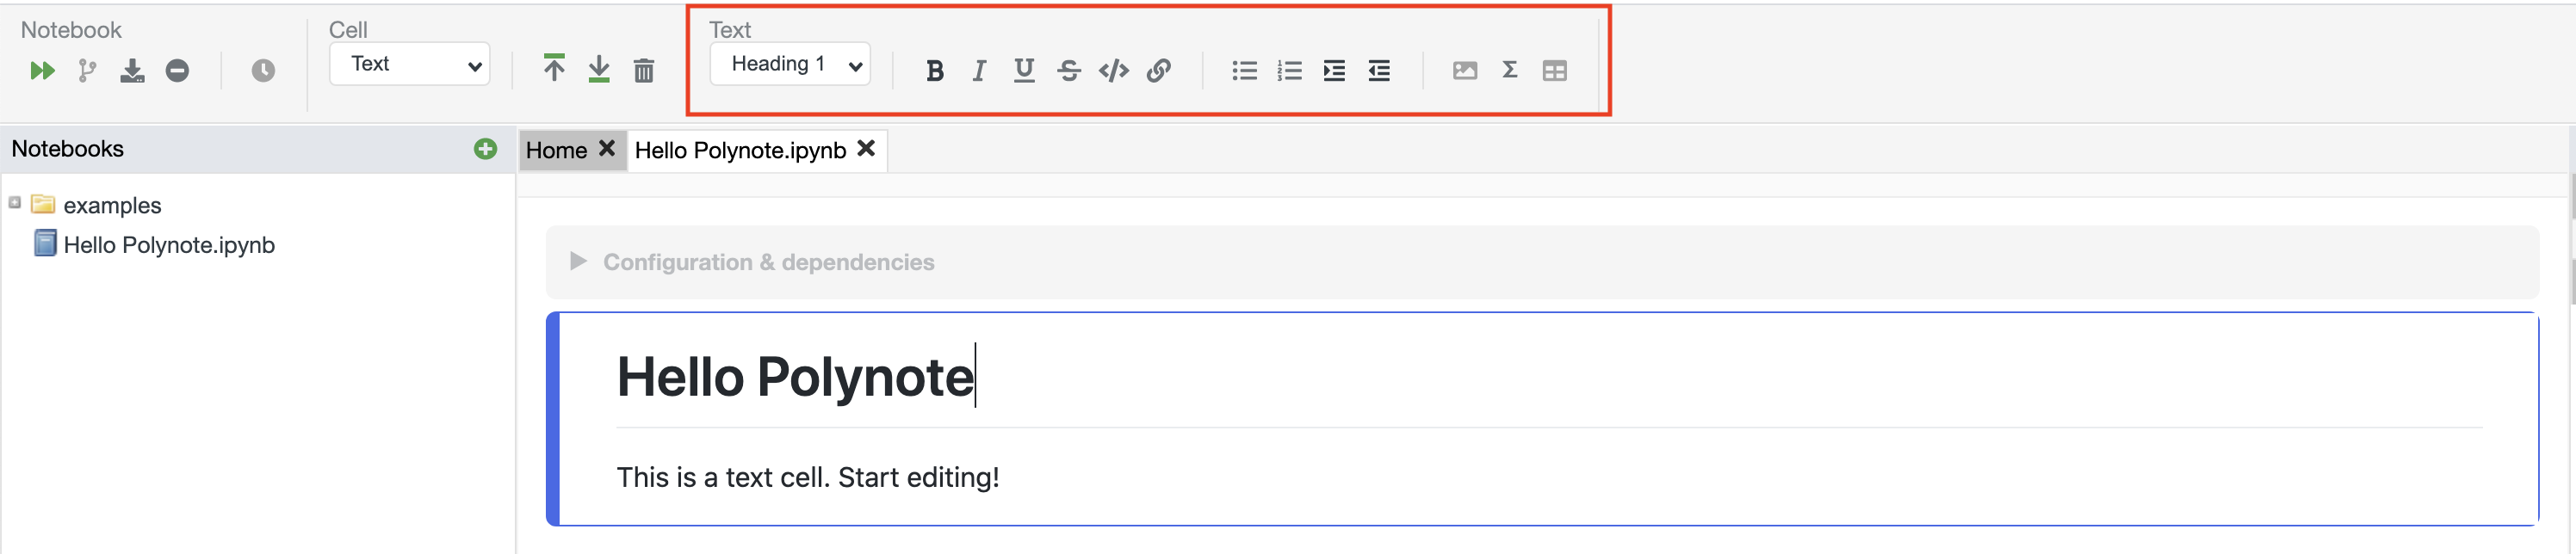 Notebook
Cell
Text
Text
Heading 1
Notebooks
Home
Hello Polynote.ipynb
examples
Hello Polynote.ipynb
Configuration & dependencies
Hello Polynote
This is a text cell. Start editing!